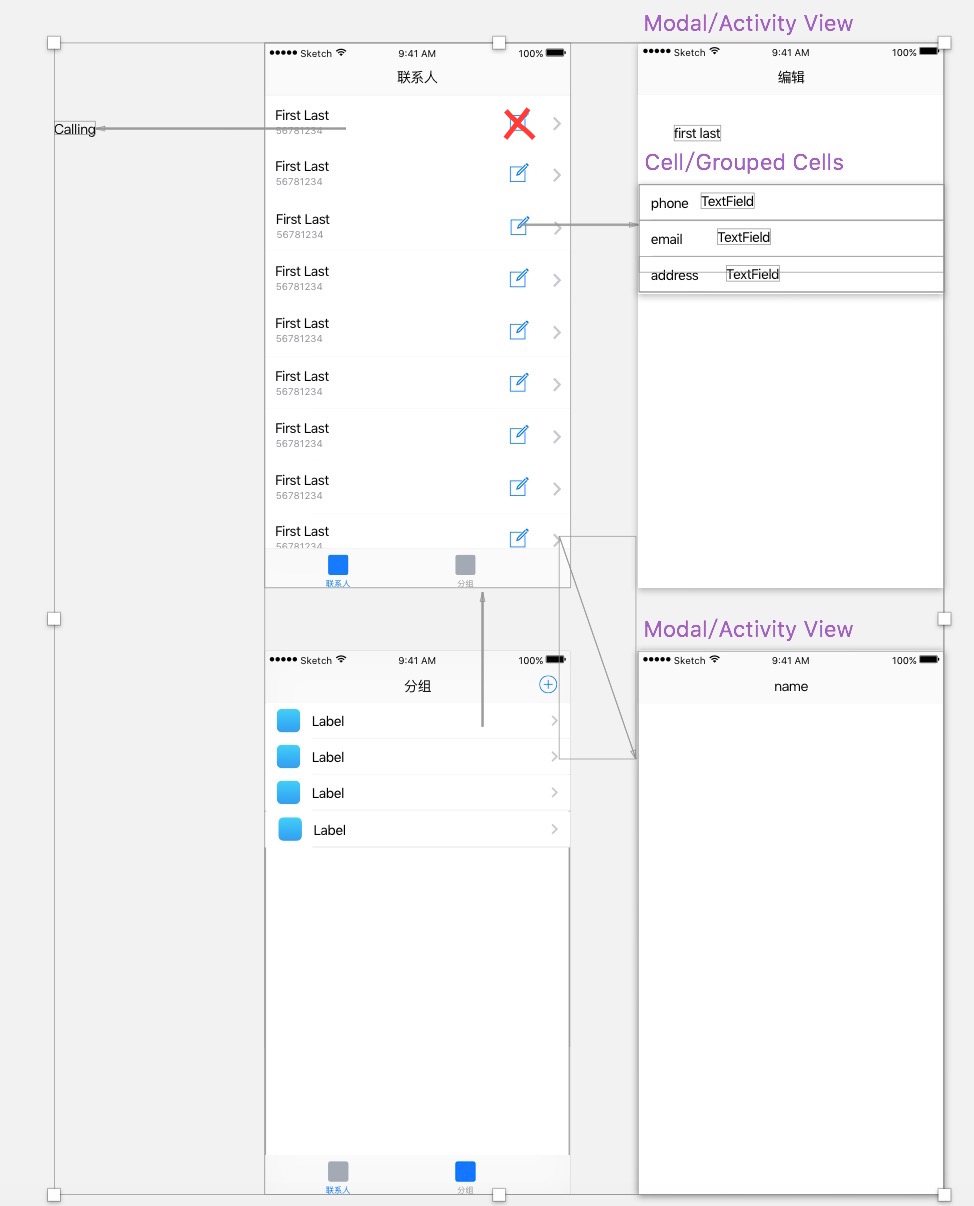 Modal/Activity View
Sketch 9:41 AM 100%
联系人
Sketch 9:41 AM 100%
编辑
Calling
First Last
56781234
First Last
56781234
First Last
56781234
First Last
56781234
First Last
56781234
First Last
56781234
First Last
56781234
First Last
56781234
First Last
56781234
联系人 分组
first last
Cell/Grouped Cells
phone TextField
email TextField
address TextField
Sketch 9:41 AM 100%
分组
Label
Label
Label
Label
联系人 分组
Modal/Activity View
Sketch 9:41 AM 100%
name